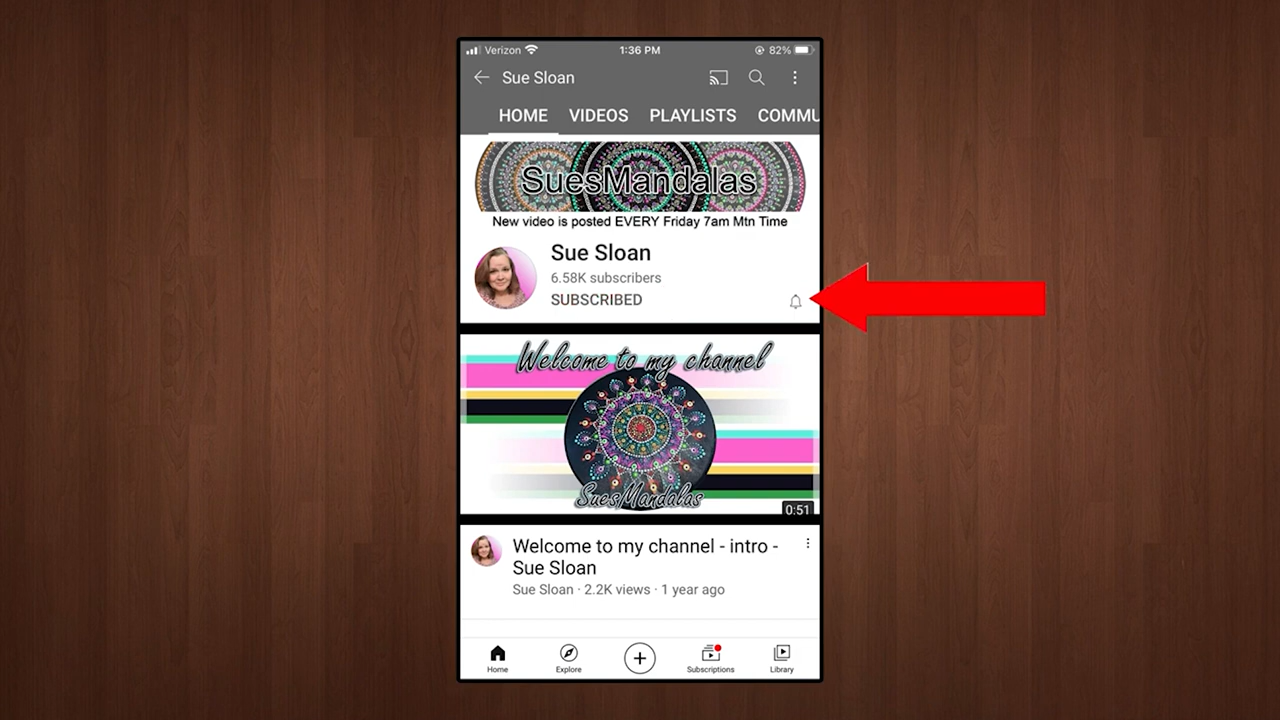 Verizon 1:36 PM 82%
Sue Sloan
HOME VIDEOS PLAYLISTS COMMU
SuesMandalas
New video is posted EVERY Friday 7am Mtn Time
Sue Sloan
6.58K subscribers
SUBSCRIBED
Welcome to my channel
SuesMandalas
0:51
Welcome to my channel - intro -
Sue Sloan
Sue Sloan · 2.2K views · 1 year ago
Home Explore Subscriptions Library